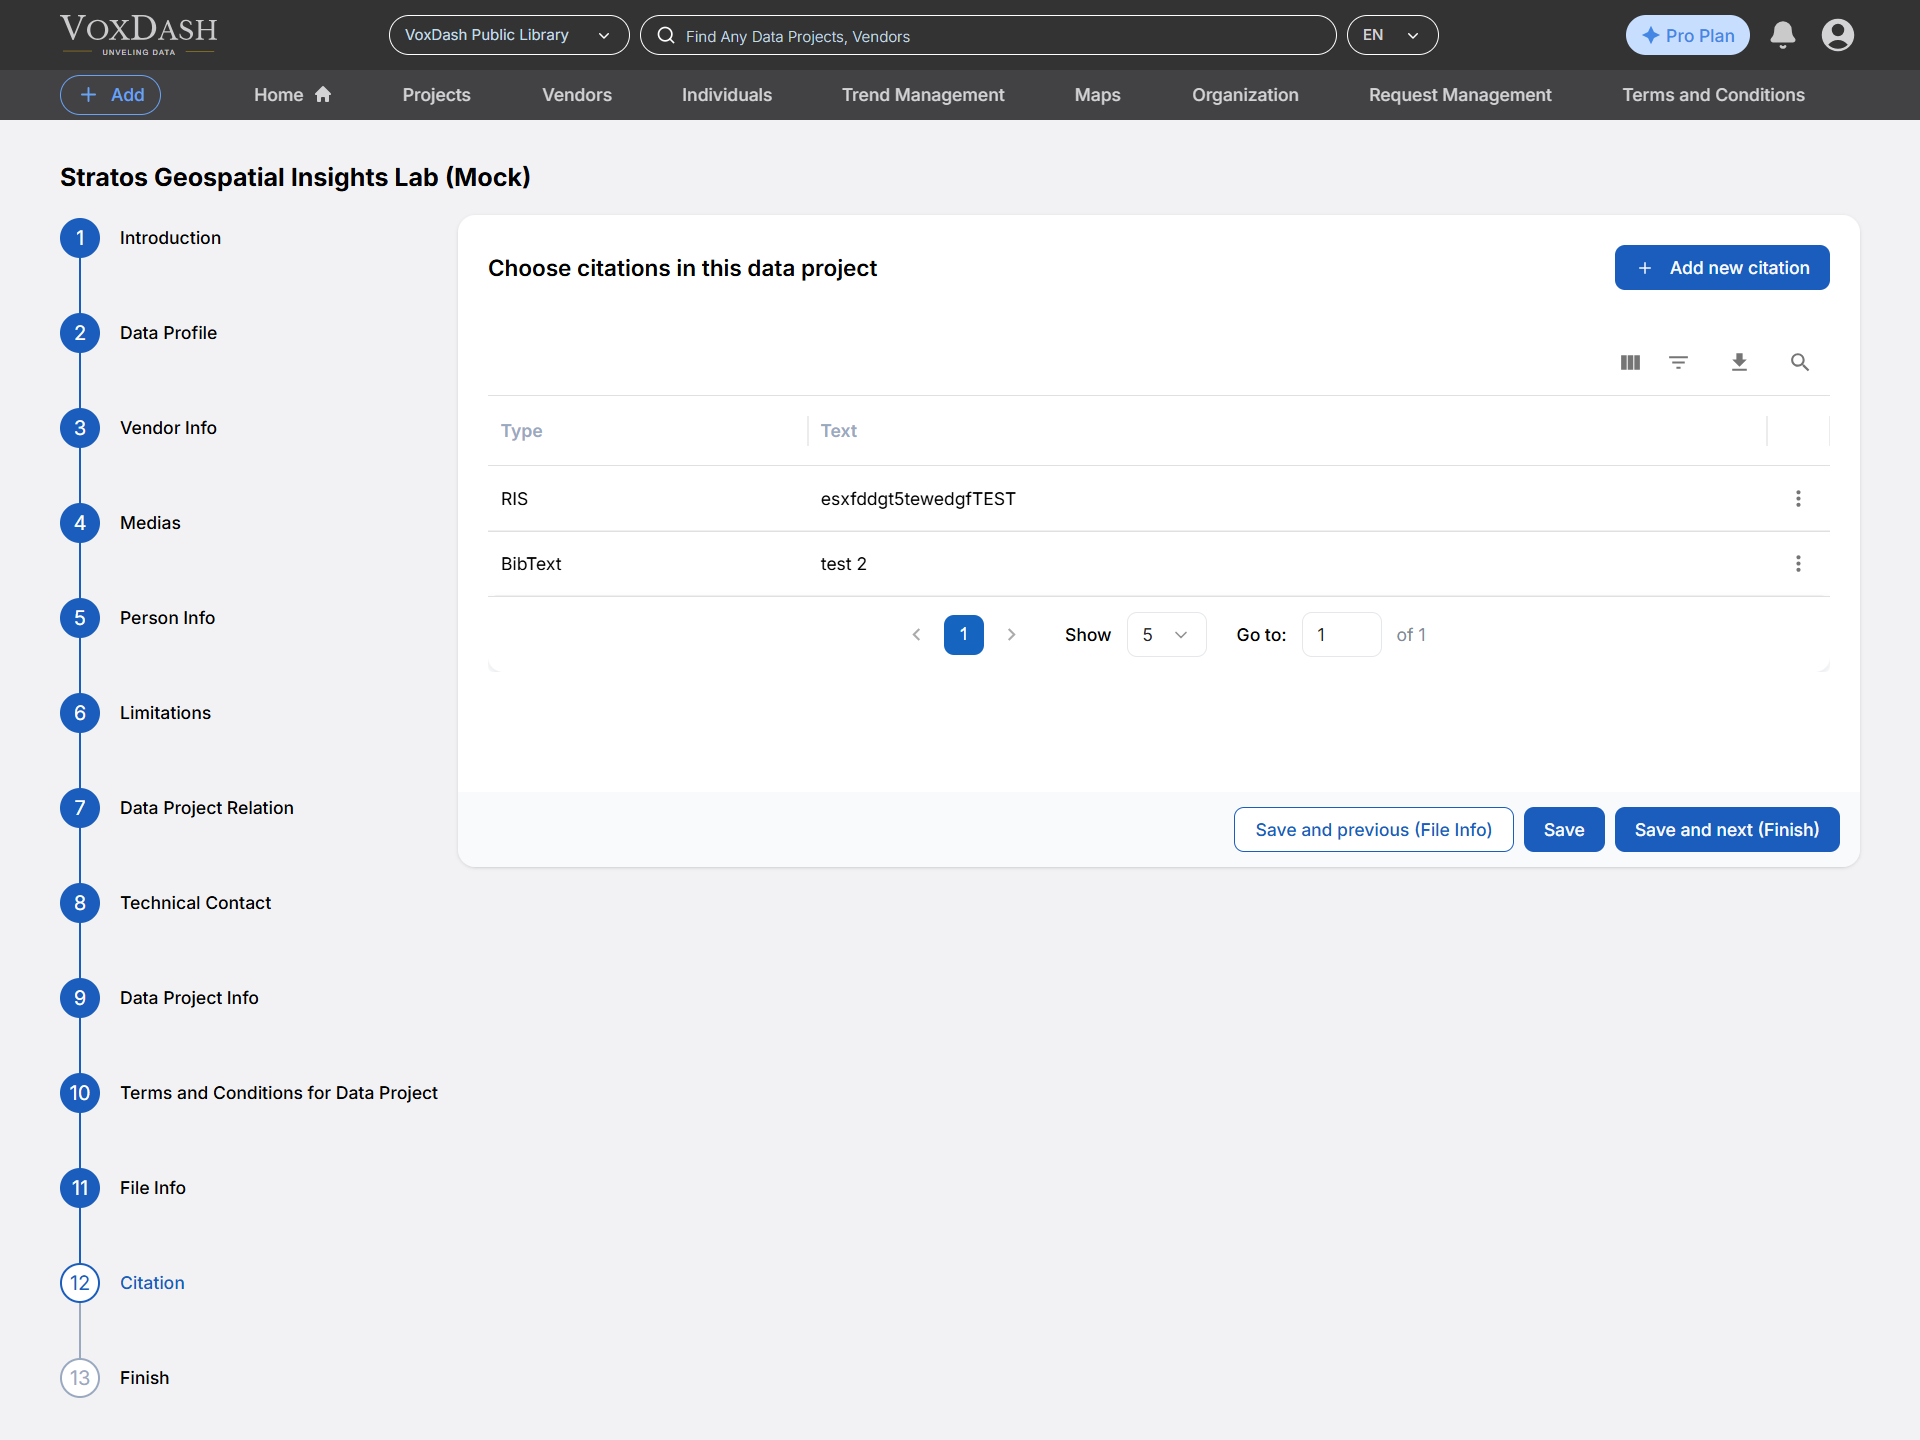 VOXDASH
UNVELING DATA
VoxDash Public Library
Find Any Data Projects, Vendors
EN
Pro Plan
Add
Home
Projects
Vendors
Individuals
Trend Management
Maps
Organization
Request Management
Terms and Conditions
Stratos Geospatial Insights Lab (Mock)
1 Introduction
2 Data Profile
3 Vendor Info
4 Medias
5 Person Info
6 Limitations
7 Data Project Relation
8 Technical Contact
9 Data Project Info
10 Terms and Conditions for Data Project
11 File Info
12 Citation
13 Finish
Choose citations in this data project
Add new citation
Type Text
RIS esxfddgt5tewedgfTEST
BibText test 2
1 Show 5 Go to: 1 of 1
Save and previous (File Info)
Save
Save and next (Finish)